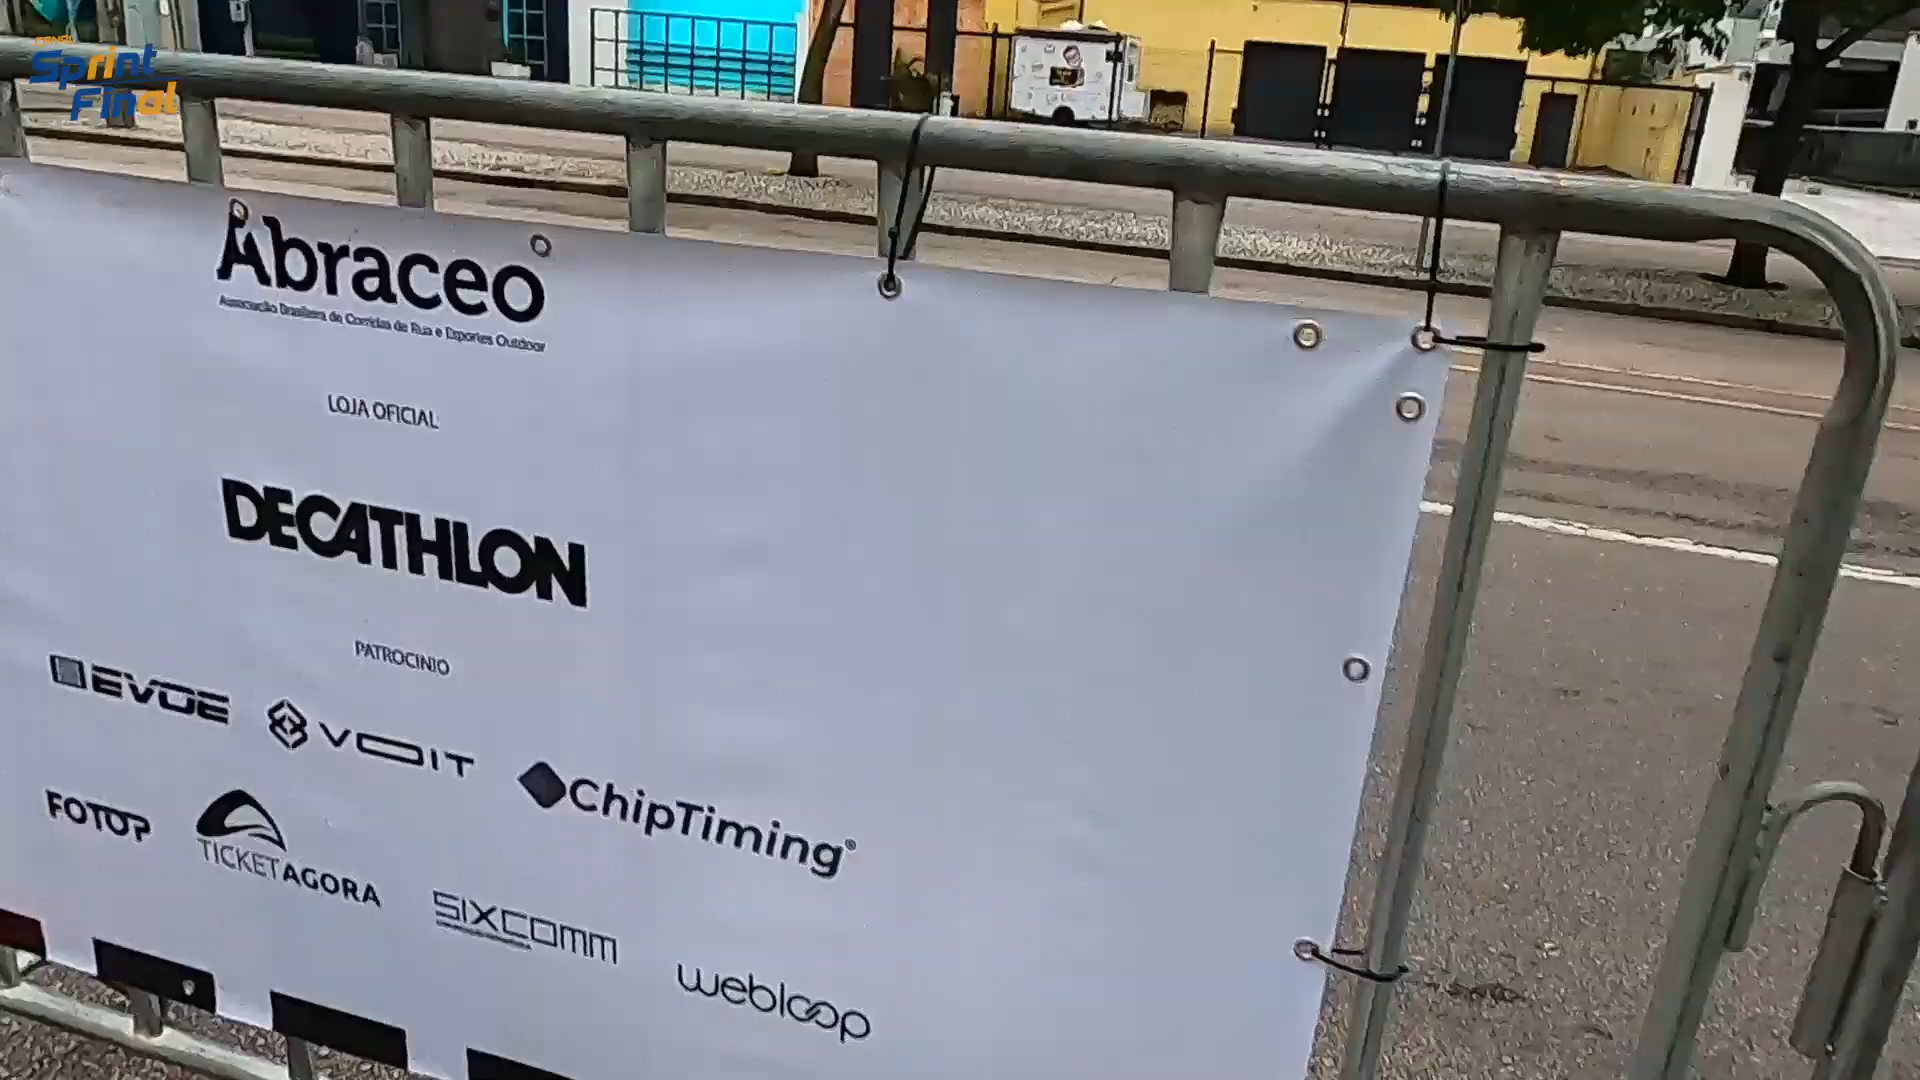 CANAL
Sprint
Final
Abraceo
Associação Brasileira de Corridas de Rua e Esportes Outdoor
LOJA OFICIAL
DECATHLON
PATROCINIO
EVOE
VOIT
ChipTiming®
FOTOP
TICKETAGORA
SIXCOMM
webloop